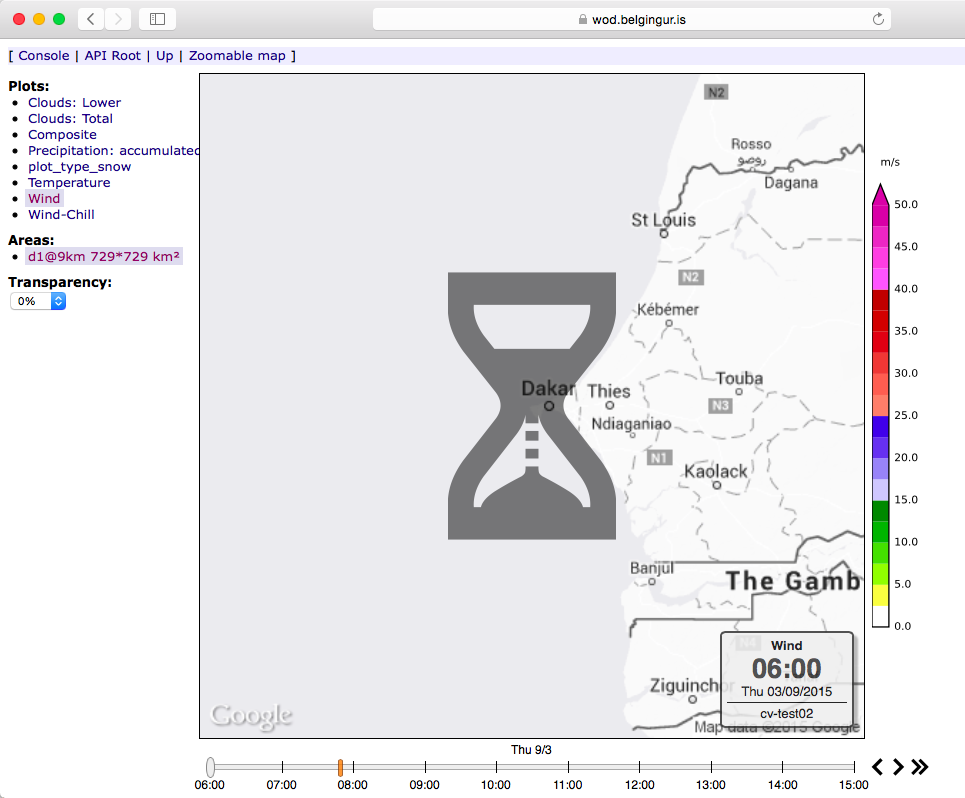 wod.belgingur.is
[ Console | API Root | Up | Zoomable map ]
Plots:
Clouds: Lower
Clouds: Total
Composite
Precipitation: accumulated
plot_type_snow
Temperature
Wind
Wind-Chill
Areas:
d1@9km 729*729 km²
Transparency:
0%
N2
Rosso
روصو
Dagana
St Louis
N2
Kébémer
Touba
Dakar
Thies
N3
Ndiaganiao
N1
Kaolack
Banjul
The Gamb
N4
Ziguinchor
Wind
06:00
Thu 03/09/2015
cv-test02
Google
Map data ©2015 Google
m/s
50.0
45.0
40.0
35.0
30.0
25.0
20.0
15.0
10.0
5.0
0.0
Thu 9/3
06:00 07:00 08:00 09:00 10:00 11:00 12:00 13:00 14:00 15:00